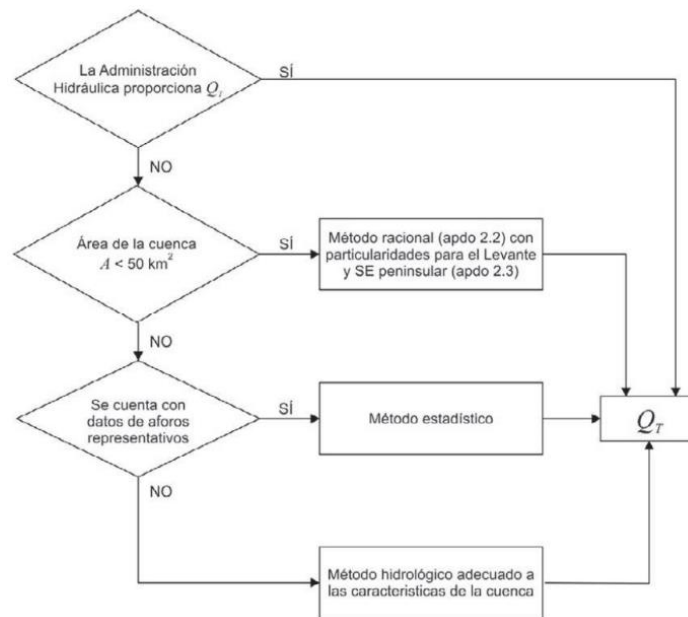 La Administración
Hidráulica proporciona Q_T
SÍ
NO
Área de la cuenca
A < 50 km²
SÍ
Método racional (apdo 2.2) con
particularidades para el Levante
y SE peninsular (apdo 2.3)
NO
Se cuenta con
datos de aforos
representativos
SÍ
Método estadístico
Q_T
NO
Método hidrológico adecuado a
las caracteristicas de la cuenca